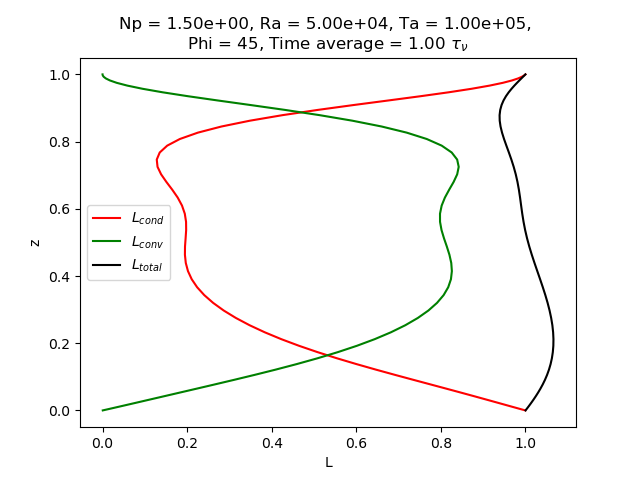 Np = 1.50e+00, Ra = 5.00e+04, Ta = 1.00e+05,
Phi = 45, Time average = 1.00 τν
1.0
0.8
0.6
0.4
0.2
0.0
z
Lcond
Lconv
Ltotal
0.0 0.2 0.4 0.6 0.8 1.0
L